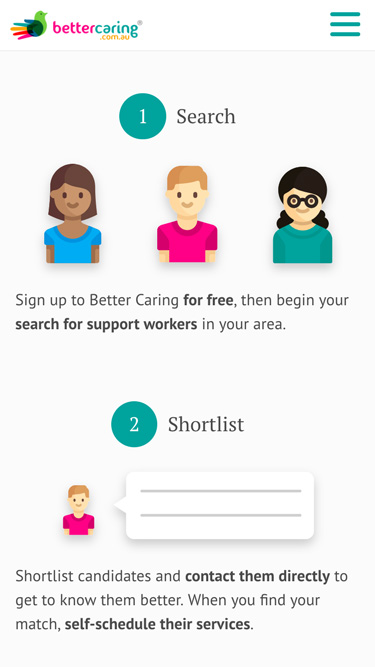 bettercaring®
.com.au
1 Search
Sign up to Better Caring for free, then begin your
search for support workers in your area.
2 Shortlist
Shortlist candidates and contact them directly to
get to know them better. When you find your
match, self-schedule their services.